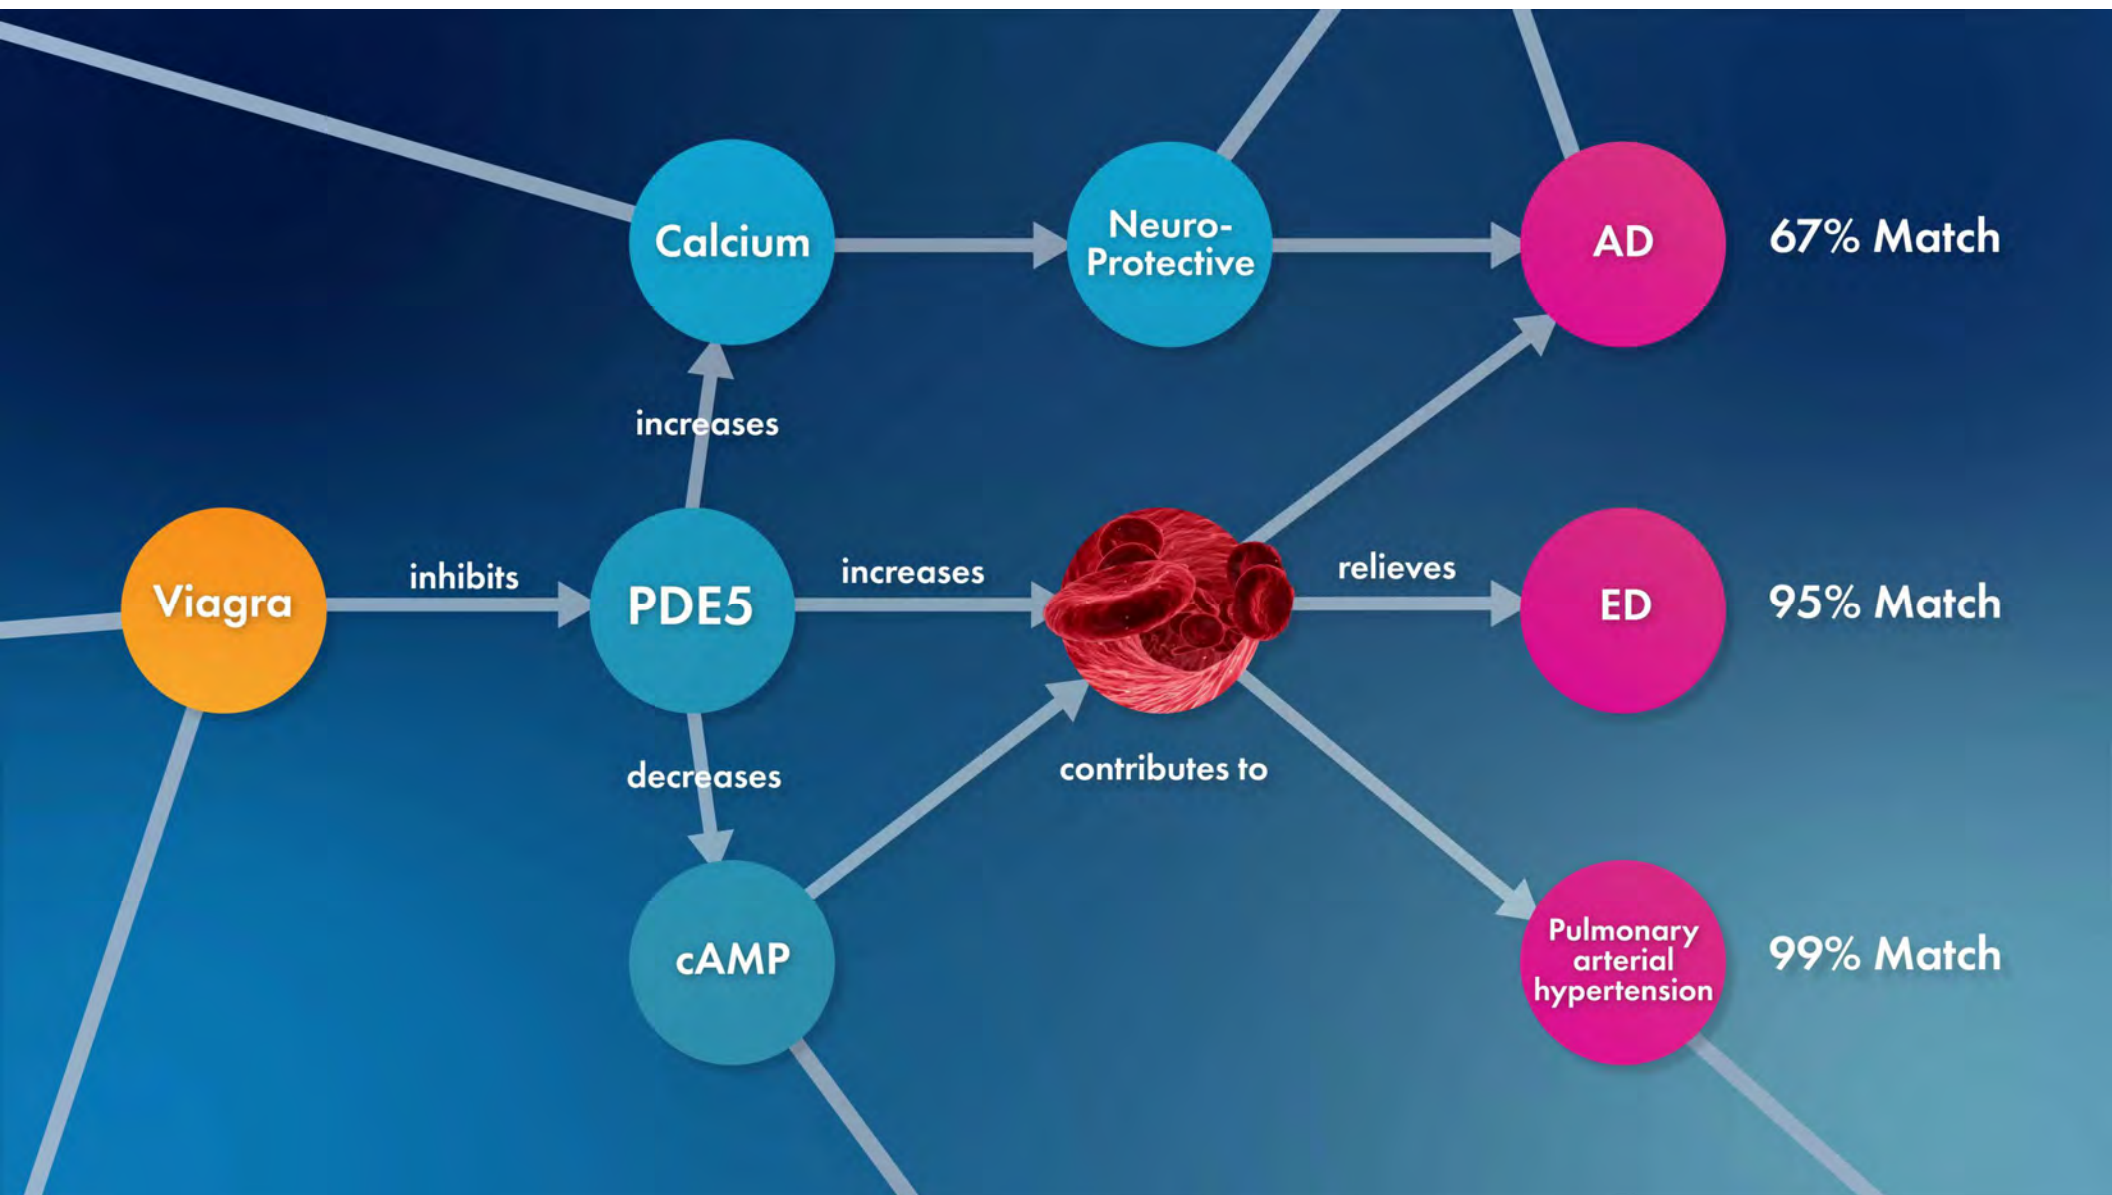 Calcium
Neuro-
Protective
AD
67% Match
increases
Viagra
inhibits
PDE5
increases
relieves
ED
95% Match
decreases
contributes to
cAMP
Pulmonary
arterial
hypertension
99% Match